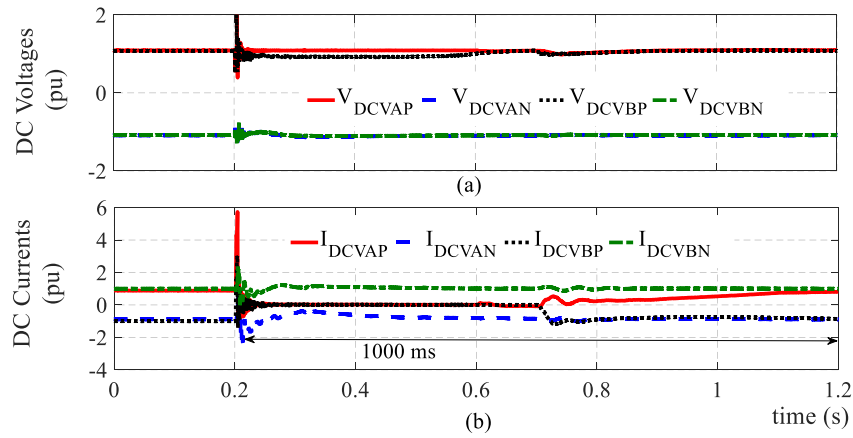 DC Voltages
(pu)
2
0
-2
V_DCVAP V_DCVAN V_DCVBP V_DCVBN
(a)
DC Currents
(pu)
6
4
2
0
-2
-4
I_DCVAP I_DCVAN I_DCVBP I_DCVBN
1000 ms
0 0.2 0.4 0.6 0.8 1 1.2
(b)
time (s)